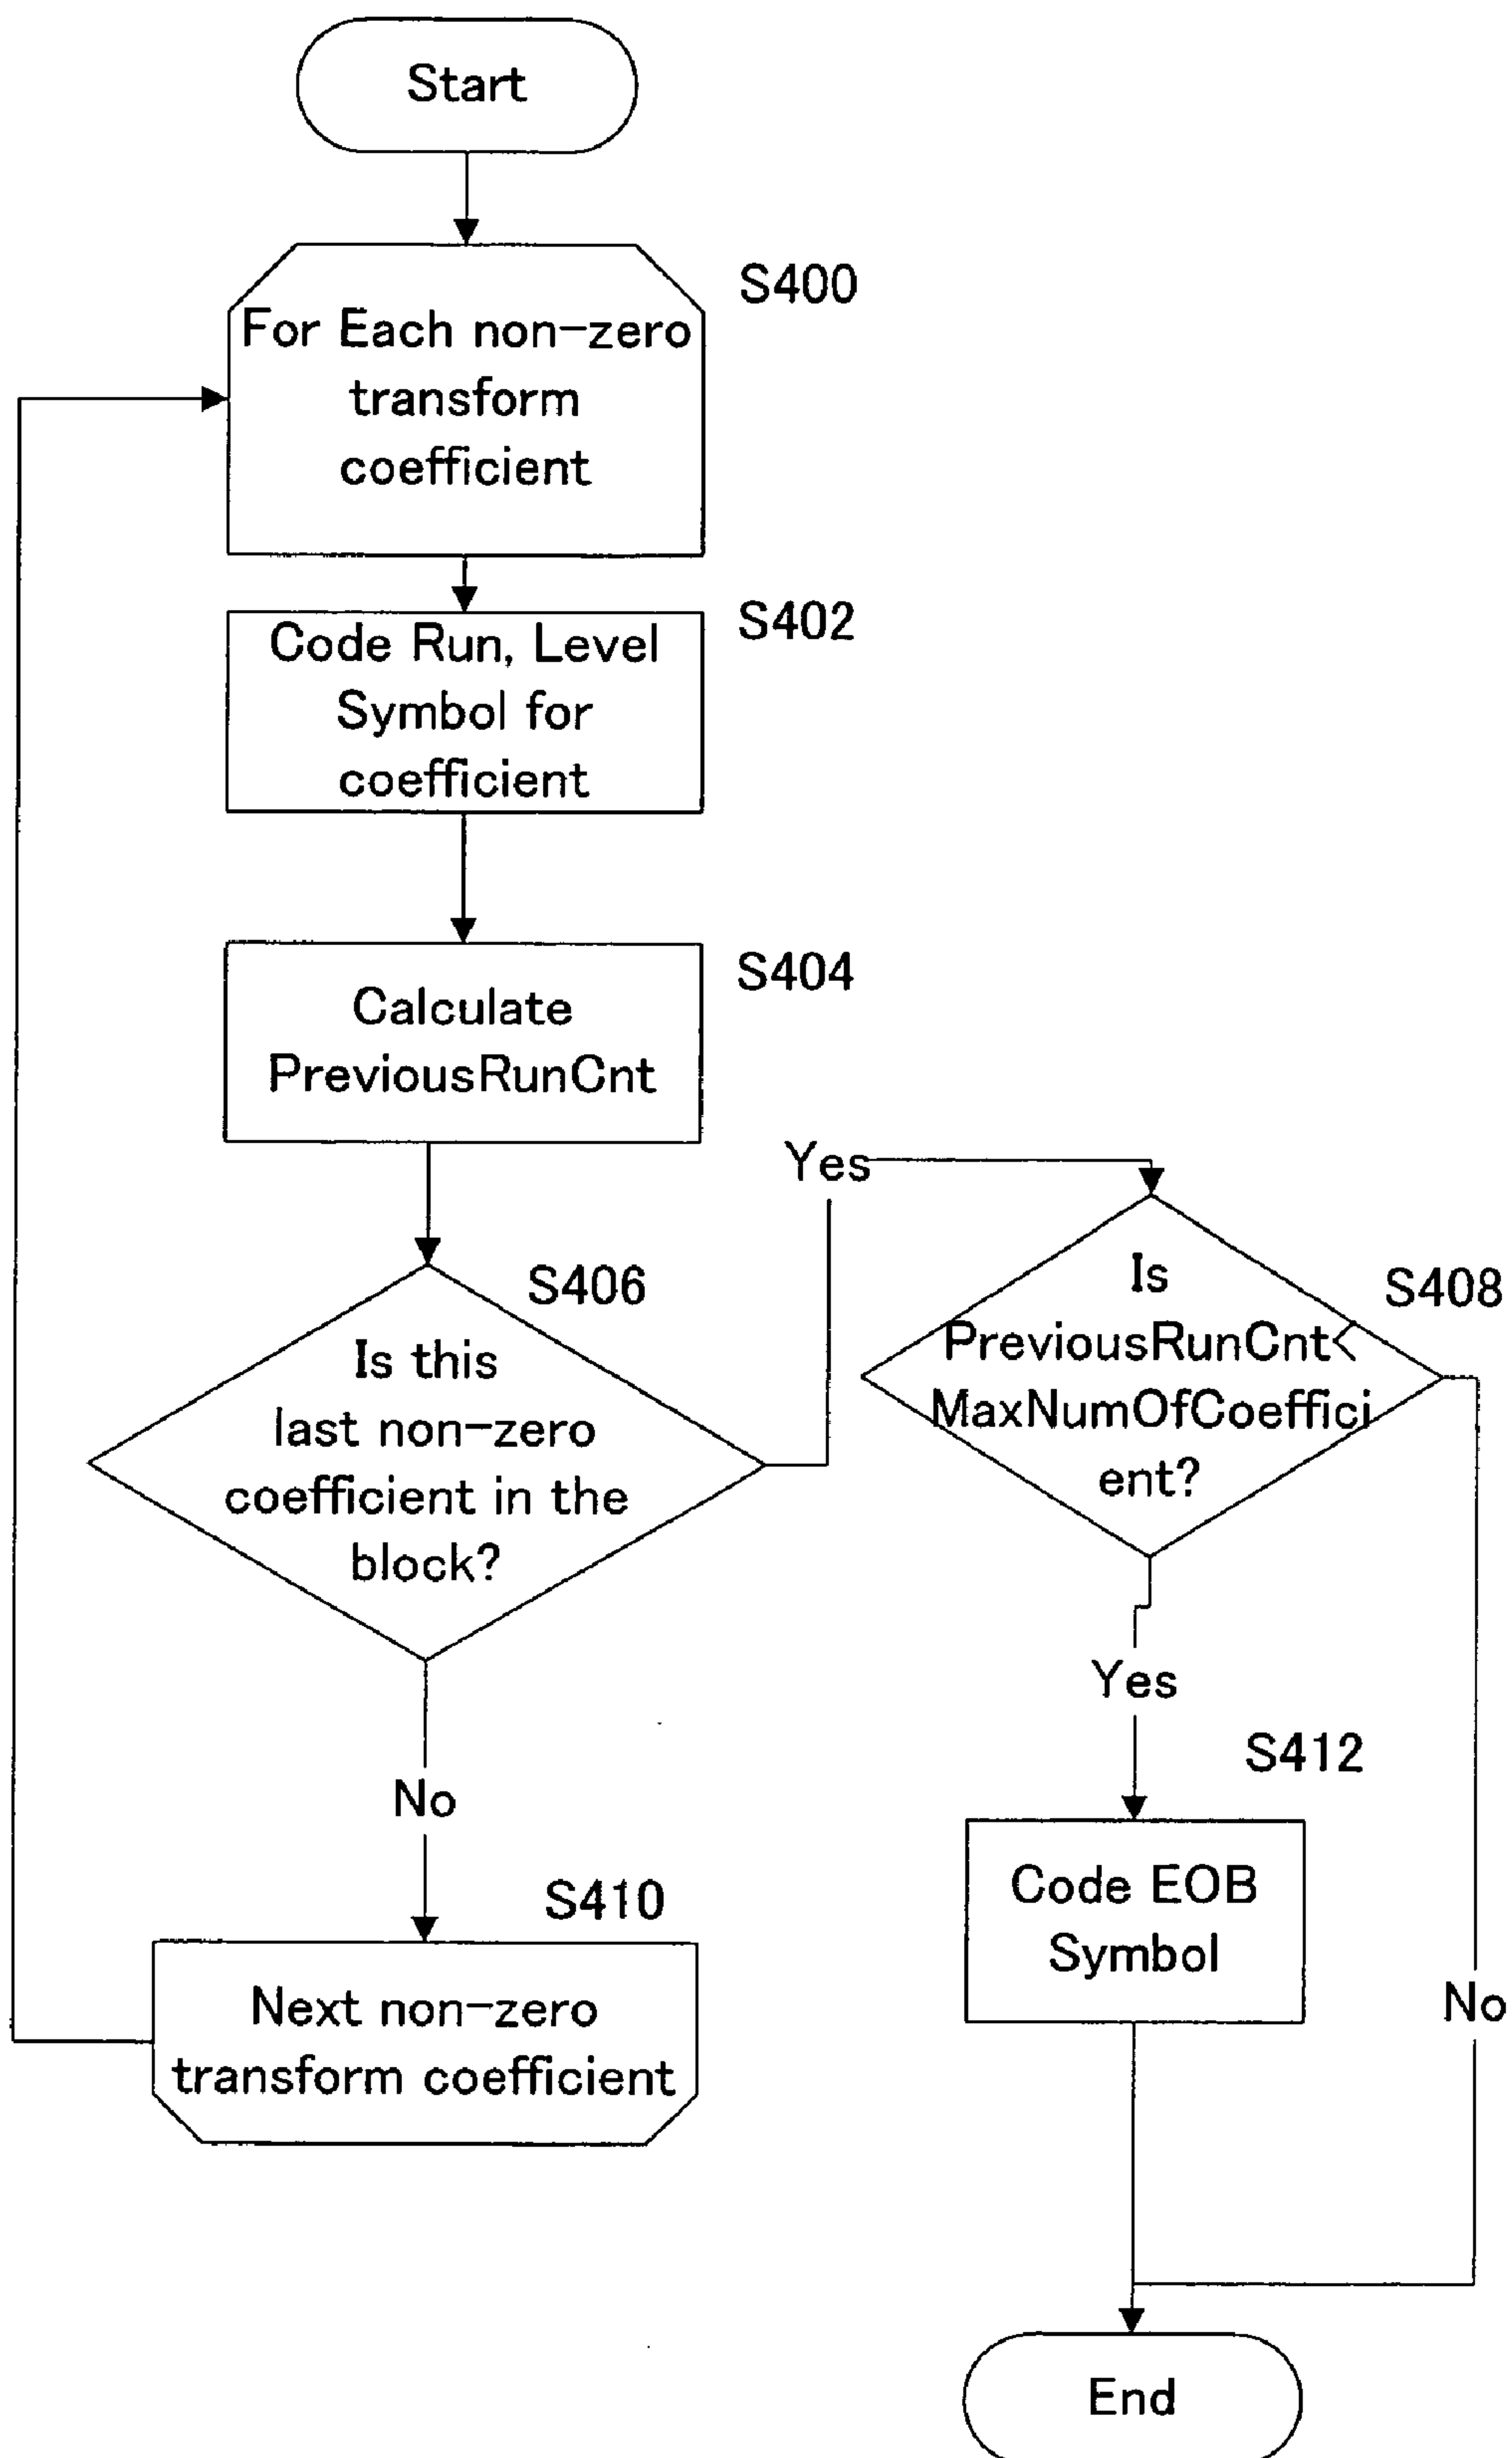 Start
S400
For Each non-zero
transform
coefficient
S402
Code Run, Level
Symbol for
coefficient
S404
Calculate
PreviousRunCnt
S406
Is this
last non-zero
coefficient in the
block?
Yes
S408
Is
PreviousRunCnt<
MaxNumOfCoeffici
ent?
No
S410
Next non-zero
transform coefficient
Yes
S412
Code EOB
Symbol
No
End